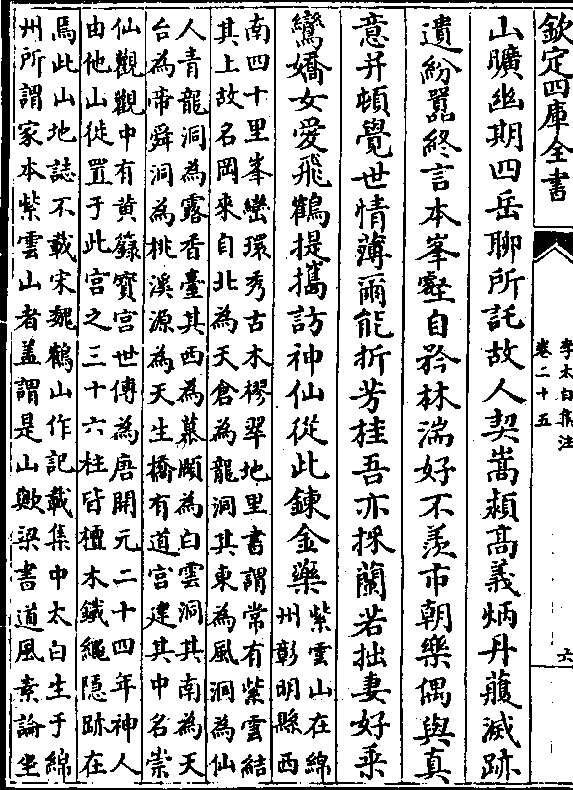 欽定四庫全書
李太白集注
卷二十五
六
山曠幽期四岳聊所託故人契嵩潁高義炳丹雘滅跡
遺紛囂終言本峯壑自矜林湍好不羨市朝樂偶與真
意并頓覺世情薄爾能折芳桂吾亦採蘭若拙妻好乘
鸞嬌女愛飛鶴提攜訪神仙從此鍊金藥
紫雲山在綿
州彰明縣西
南四十里峯巒環秀古木樛翠地里書謂常有紫雲結
其上故名岡來自北為天倉為龍洞其東為風洞為仙
人青龍洞為露香臺其西為慕頤為白雲洞其南為天
台為帝舜洞為桃溪源為天生橋有道宮建其中名崇
仙觀觀中有黃籙寳宮世傳為唐開元二十四年神人
由他山徙置于此宮之三十六柱皆檀木鐵繩隱跡在
焉此山地誌不載宋魏鶴山作記載集中太白生于綿
州所謂家本紫雲山者蓋謂是山歟梁書道風素論坐